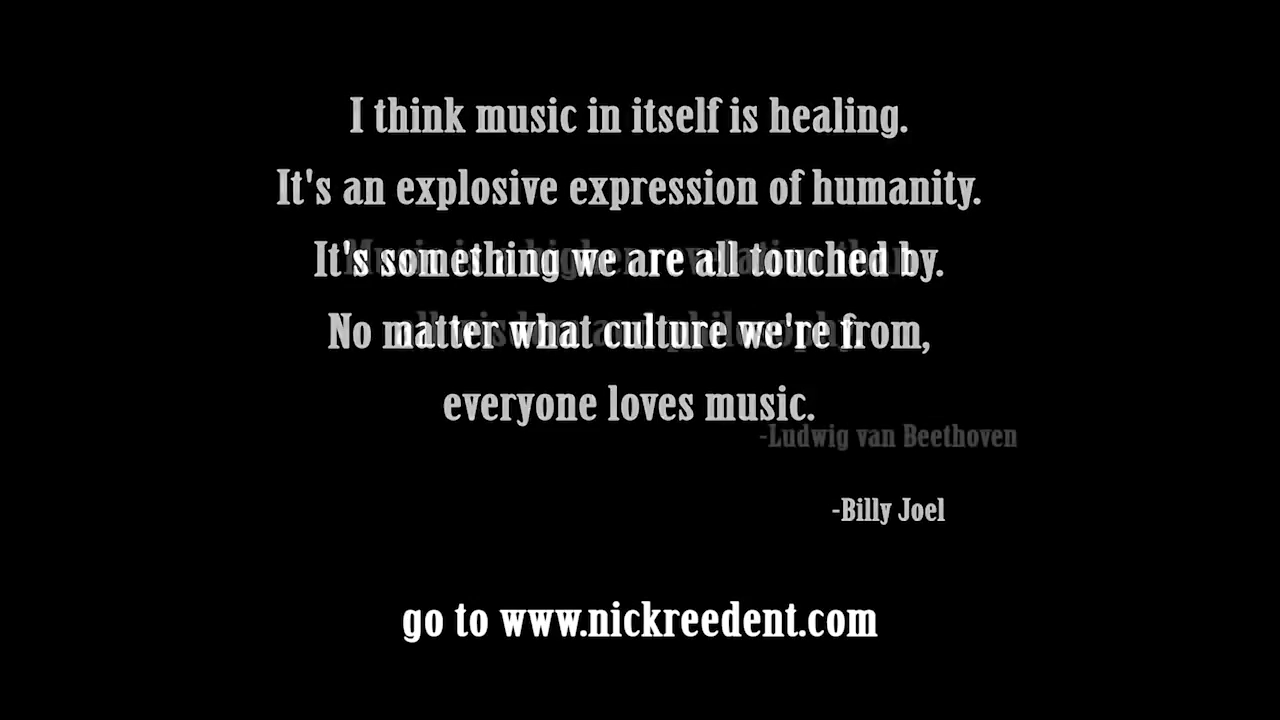 I think music in itself is healing.
It's an explosive expression of humanity.
It's something we are all touched by.
No matter what culture we're from,
everyone loves music.
-Ludwig van Beethoven
-Billy Joel
go to www.nickreedent.com